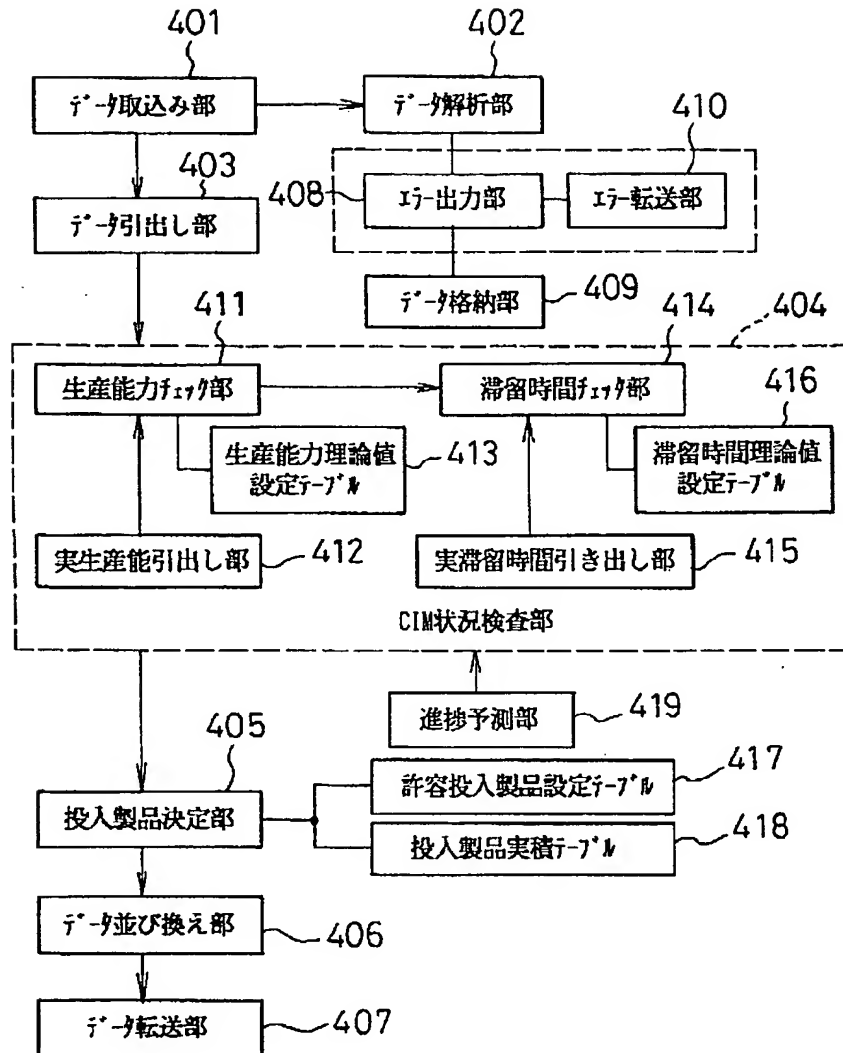 401
402
データ取込み部
データ解析部
410
403
408
エラー出力部
エラー転送部
データ引出し部
データ格納部
409
411
414
404
生産能力チェック部
滞留時間チェック部
416
生産能力理論値
設定テーブル
413
滞留時間理論値
設定テーブル
実生産能引出し部
412
実滞留時間引き出し部
415
CIM状況検査部
進捗予測部
419
405
許容投入製品設定テーブル
417
投入製品決定部
投入製品実積テーブル
418
データ並び換え部
406
データ転送部
407